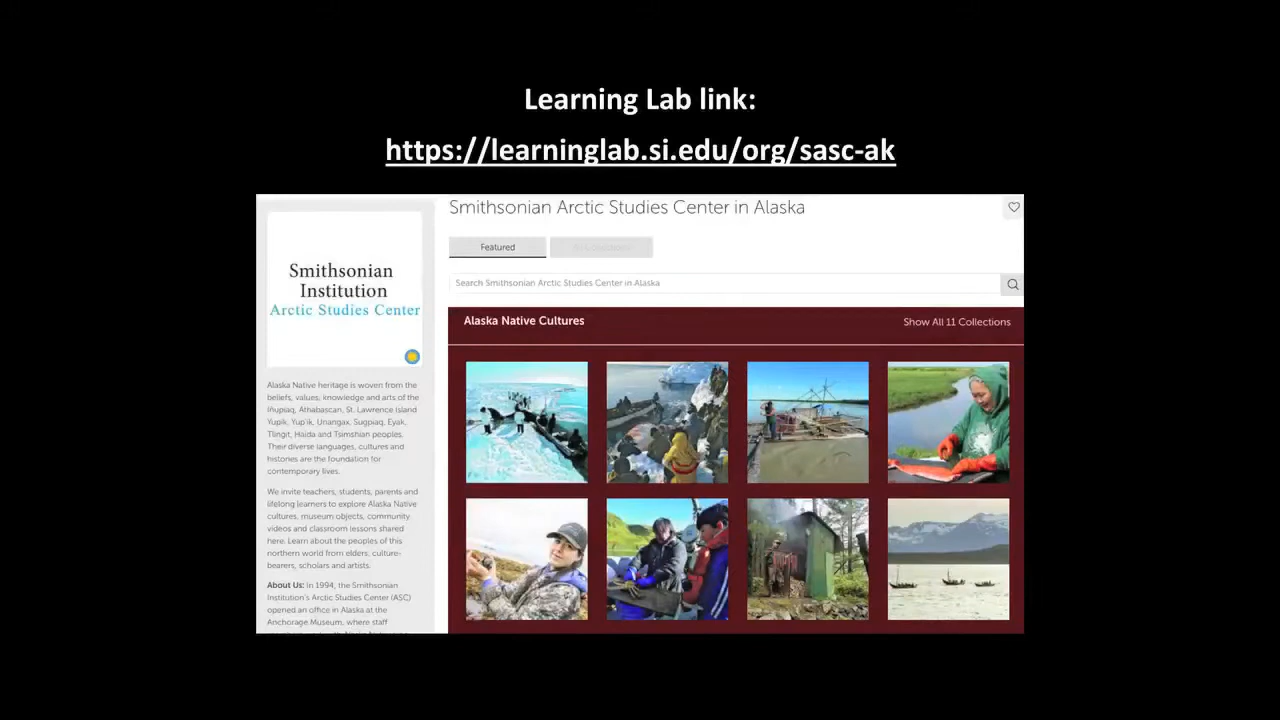 Learning Lab link:
https://learninglab.si.edu/org/sasc-ak
Smithsonian Arctic Studies Center in Alaska
Featured
Search Smithsonian Arctic Studies Center in Alaska
Smithsonian
Institution
Arctic Studies Center
Alaska Native heritage is woven from the
beliefs, values, knowledge and arts of the
Iñupiaq, Athabascan, St. Lawrence Island
Yupik, Yup'ik, Unangax, Sugpiaq, Eyak,
Tlingit, Haida and Tsimshian peoples.
Their diverse languages, cultures and
histories are the foundation for
contemporary lives.
We invite teachers, students, parents and
lifelong learners to explore Alaska Native
cultures, museum objects, community
videos and classroom lessons shared
here. Learn about the peoples of this
northern world from elders, culture-
bearers, scholars and artists.
About Us: In 1994, the Smithsonian
Institution's Arctic Studies Center (ASC)
opened an office in Alaska at the
Anchorage Museum, where staff
Alaska Native Cultures
Show All 11 Collections